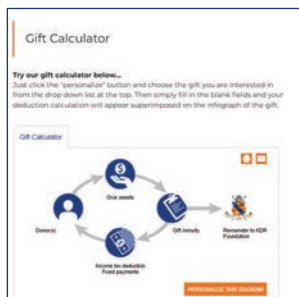 Gift Calculator
Try our gift calculator below...
Just click the "personalize" button and choose the gift you are interested in
from the drop down list at the top. Then simply fill in the blank fields and your
deduction calculation will appear superimposed on the infograph of the gift.
Gift Calculator
Give assets
Donor(s)
Gift Annuity
Remainder to KDR
Foundation
Income tax deduction
Fixed payments
PERSONALIZE THIS DIAGRAM